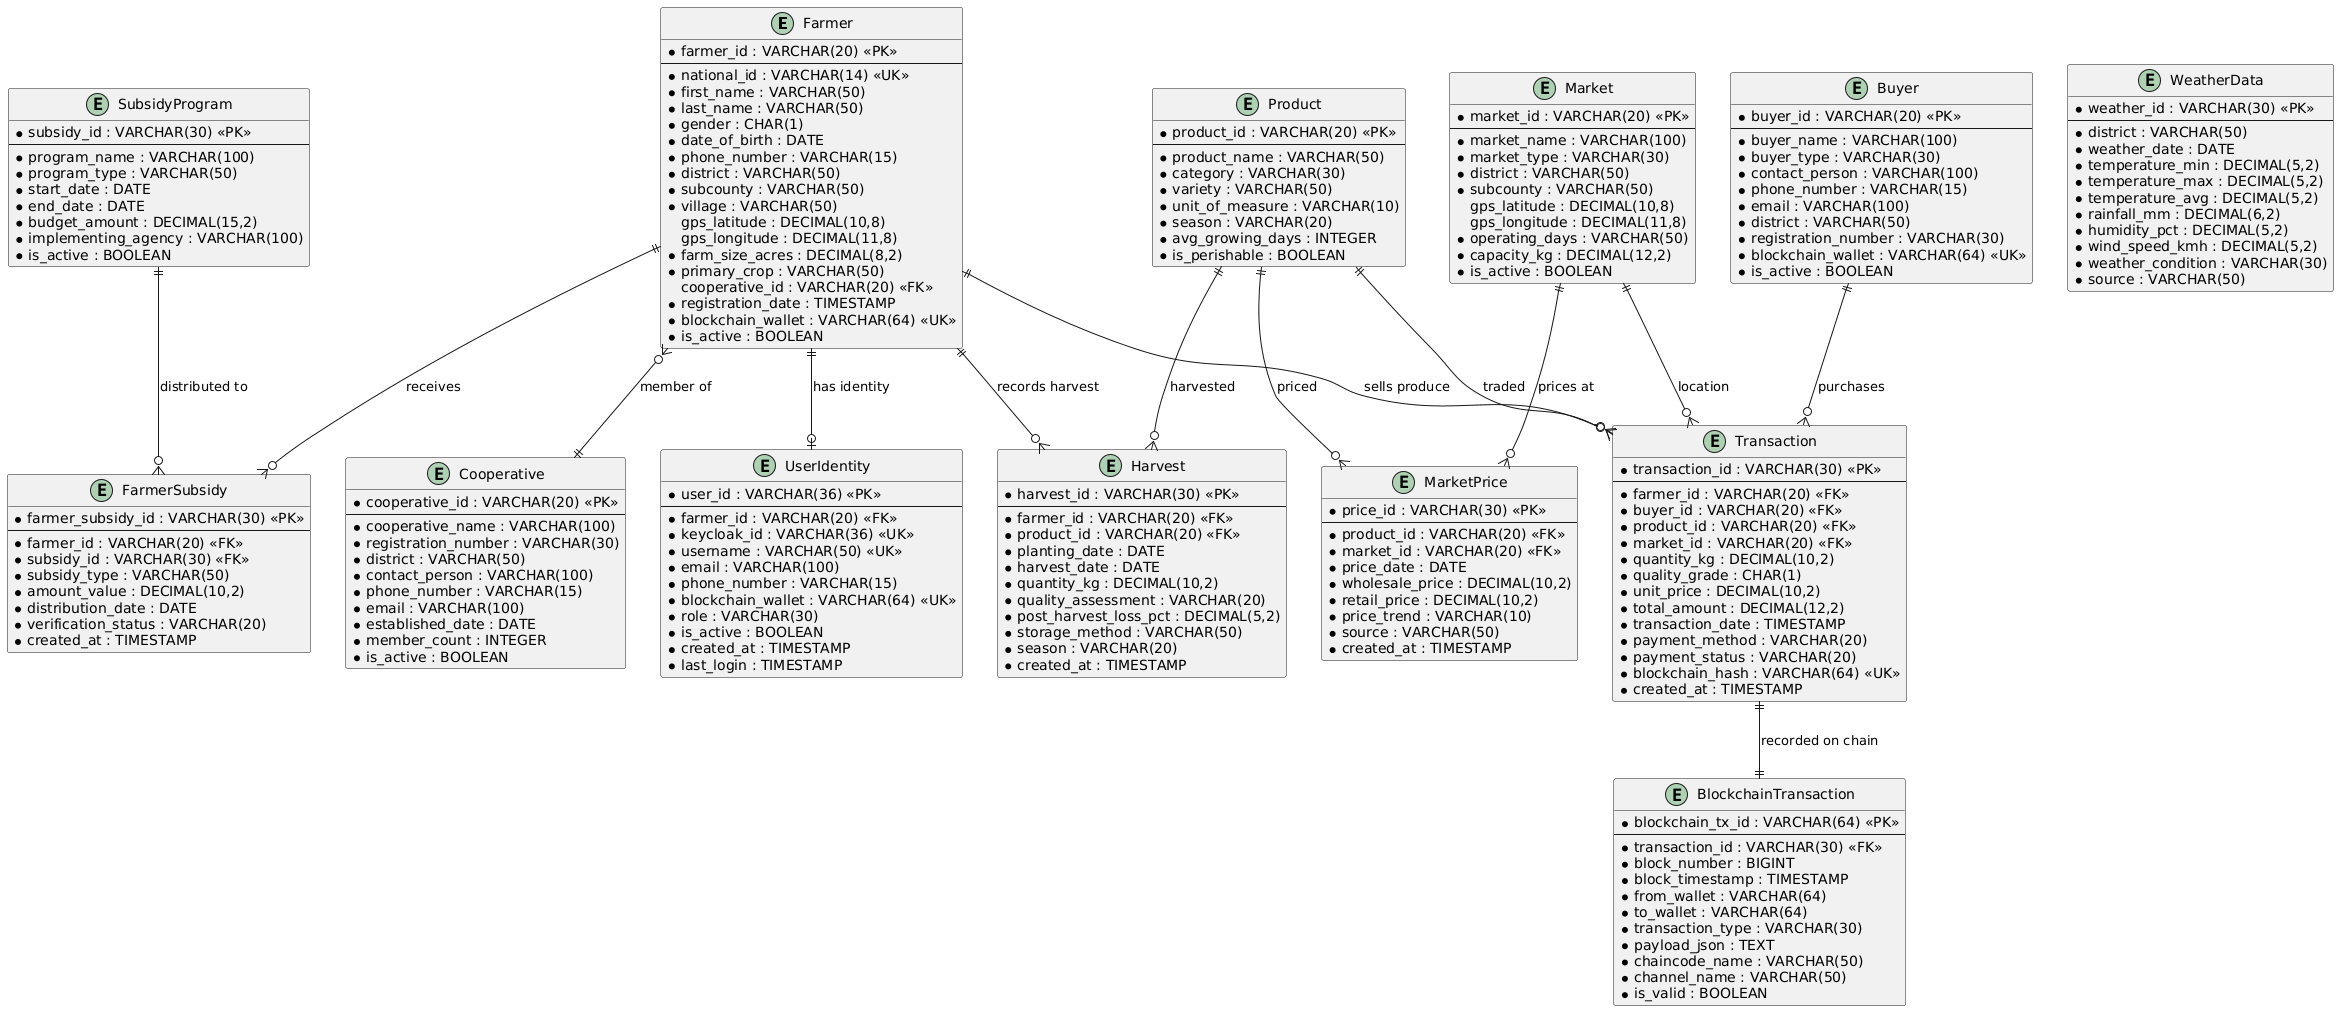 E Farmer
farmer_id : VARCHAR(20) «PK»
national_id : VARCHAR(14) «UK»
first_name : VARCHAR(50)
last_name : VARCHAR(50)
gender : CHAR(1)
date_of_birth : DATE
phone_number : VARCHAR(15)
district : VARCHAR(50)
subcounty : VARCHAR(50)
village : VARCHAR(50)
gps_latitude : DECIMAL(10,8)
gps_longitude : DECIMAL(11,8)
farm_size_acres : DECIMAL(8,2)
primary_crop : VARCHAR(50)
cooperative_id : VARCHAR(20) «FK»
registration_date : TIMESTAMP
blockchain_wallet : VARCHAR(64) «UK»
is_active : BOOLEAN
E SubsidyProgram
subsidy_id : VARCHAR(30) «PK»
program_name : VARCHAR(100)
program_type : VARCHAR(50)
start_date : DATE
end_date : DATE
budget_amount : DECIMAL(15,2)
implementing_agency : VARCHAR(100)
is_active : BOOLEAN
E Product
product_id : VARCHAR(20) «PK»
product_name : VARCHAR(50)
category : VARCHAR(30)
variety : VARCHAR(50)
unit_of_measure : VARCHAR(10)
season : VARCHAR(20)
avg_growing_days : INTEGER
is_perishable : BOOLEAN
E Market
market_id : VARCHAR(20) «PK»
market_name : VARCHAR(100)
market_type : VARCHAR(30)
district : VARCHAR(50)
subcounty : VARCHAR(50)
gps_latitude : DECIMAL(10,8)
gps_longitude : DECIMAL(11,8)
operating_days : VARCHAR(50)
capacity_kg : DECIMAL(12,2)
is_active : BOOLEAN
E Buyer
buyer_id : VARCHAR(20) «PK»
buyer_name : VARCHAR(100)
buyer_type : VARCHAR(30)
contact_person : VARCHAR(100)
phone_number : VARCHAR(15)
email : VARCHAR(100)
district : VARCHAR(50)
registration_number : VARCHAR(30)
blockchain_wallet : VARCHAR(64) «UK»
is_active : BOOLEAN
E WeatherData
weather_id : VARCHAR(30) «PK»
district : VARCHAR(50)
weather_date : DATE
temperature_min : DECIMAL(5,2)
temperature_max : DECIMAL(5,2)
temperature_avg : DECIMAL(5,2)
rainfall_mm : DECIMAL(6,2)
humidity_pct : DECIMAL(5,2)
wind_speed_kmh : DECIMAL(5,2)
weather_condition : VARCHAR(30)
source : VARCHAR(50)
distributed to
receives
member of
has identity
records harvest
harvested
priced
sells produce
traded
prices at
location
purchases
E FarmerSubsidy
farmer_subsidy_id : VARCHAR(30) «PK»
farmer_id : VARCHAR(20) «FK»
subsidy_id : VARCHAR(30) «FK»
subsidy_type : VARCHAR(50)
amount_value : DECIMAL(10,2)
distribution_date : DATE
verification_status : VARCHAR(20)
created_at : TIMESTAMP
E Cooperative
cooperative_id : VARCHAR(20) «PK»
cooperative_name : VARCHAR(100)
registration_number : VARCHAR(30)
district : VARCHAR(50)
contact_person : VARCHAR(100)
phone_number : VARCHAR(15)
email : VARCHAR(100)
established_date : DATE
member_count : INTEGER
is_active : BOOLEAN
E UserIdentity
user_id : VARCHAR(36) «PK»
farmer_id : VARCHAR(20) «FK»
keycloak_id : VARCHAR(36) «UK»
username : VARCHAR(50) «UK»
email : VARCHAR(100)
phone_number : VARCHAR(15)
blockchain_wallet : VARCHAR(64) «UK»
role : VARCHAR(30)
is_active : BOOLEAN
created_at : TIMESTAMP
last_login : TIMESTAMP
E Harvest
harvest_id : VARCHAR(30) «PK»
farmer_id : VARCHAR(20) «FK»
product_id : VARCHAR(20) «FK»
planting_date : DATE
harvest_date : DATE
quantity_kg : DECIMAL(10,2)
quality_assessment : VARCHAR(20)
post_harvest_loss_pct : DECIMAL(5,2)
storage_method : VARCHAR(50)
season : VARCHAR(20)
created_at : TIMESTAMP
E MarketPrice
price_id : VARCHAR(30) «PK»
product_id : VARCHAR(20) «FK»
market_id : VARCHAR(20) «FK»
price_date : DATE
wholesale_price : DECIMAL(10,2)
retail_price : DECIMAL(10,2)
price_trend : VARCHAR(10)
source : VARCHAR(50)
created_at : TIMESTAMP
E Transaction
transaction_id : VARCHAR(30) «PK»
farmer_id : VARCHAR(20) «FK»
buyer_id : VARCHAR(20) «FK»
product_id : VARCHAR(20) «FK»
market_id : VARCHAR(20) «FK»
quantity_kg : DECIMAL(10,2)
quality_grade : CHAR(1)
unit_price : DECIMAL(10,2)
total_amount : DECIMAL(12,2)
transaction_date : TIMESTAMP
payment_method : VARCHAR(20)
payment_status : VARCHAR(20)
blockchain_hash : VARCHAR(64) «UK»
created_at : TIMESTAMP
recorded on chain
E BlockchainTransaction
blockchain_tx_id : VARCHAR(64) «PK»
transaction_id : VARCHAR(30) «FK»
block_number : BIGINT
block_timestamp : TIMESTAMP
from_wallet : VARCHAR(64)
to_wallet : VARCHAR(64)
transaction_type : VARCHAR(30)
payload_json : TEXT
chaincode_name : VARCHAR(50)
channel_name : VARCHAR(50)
is_valid : BOOLEAN